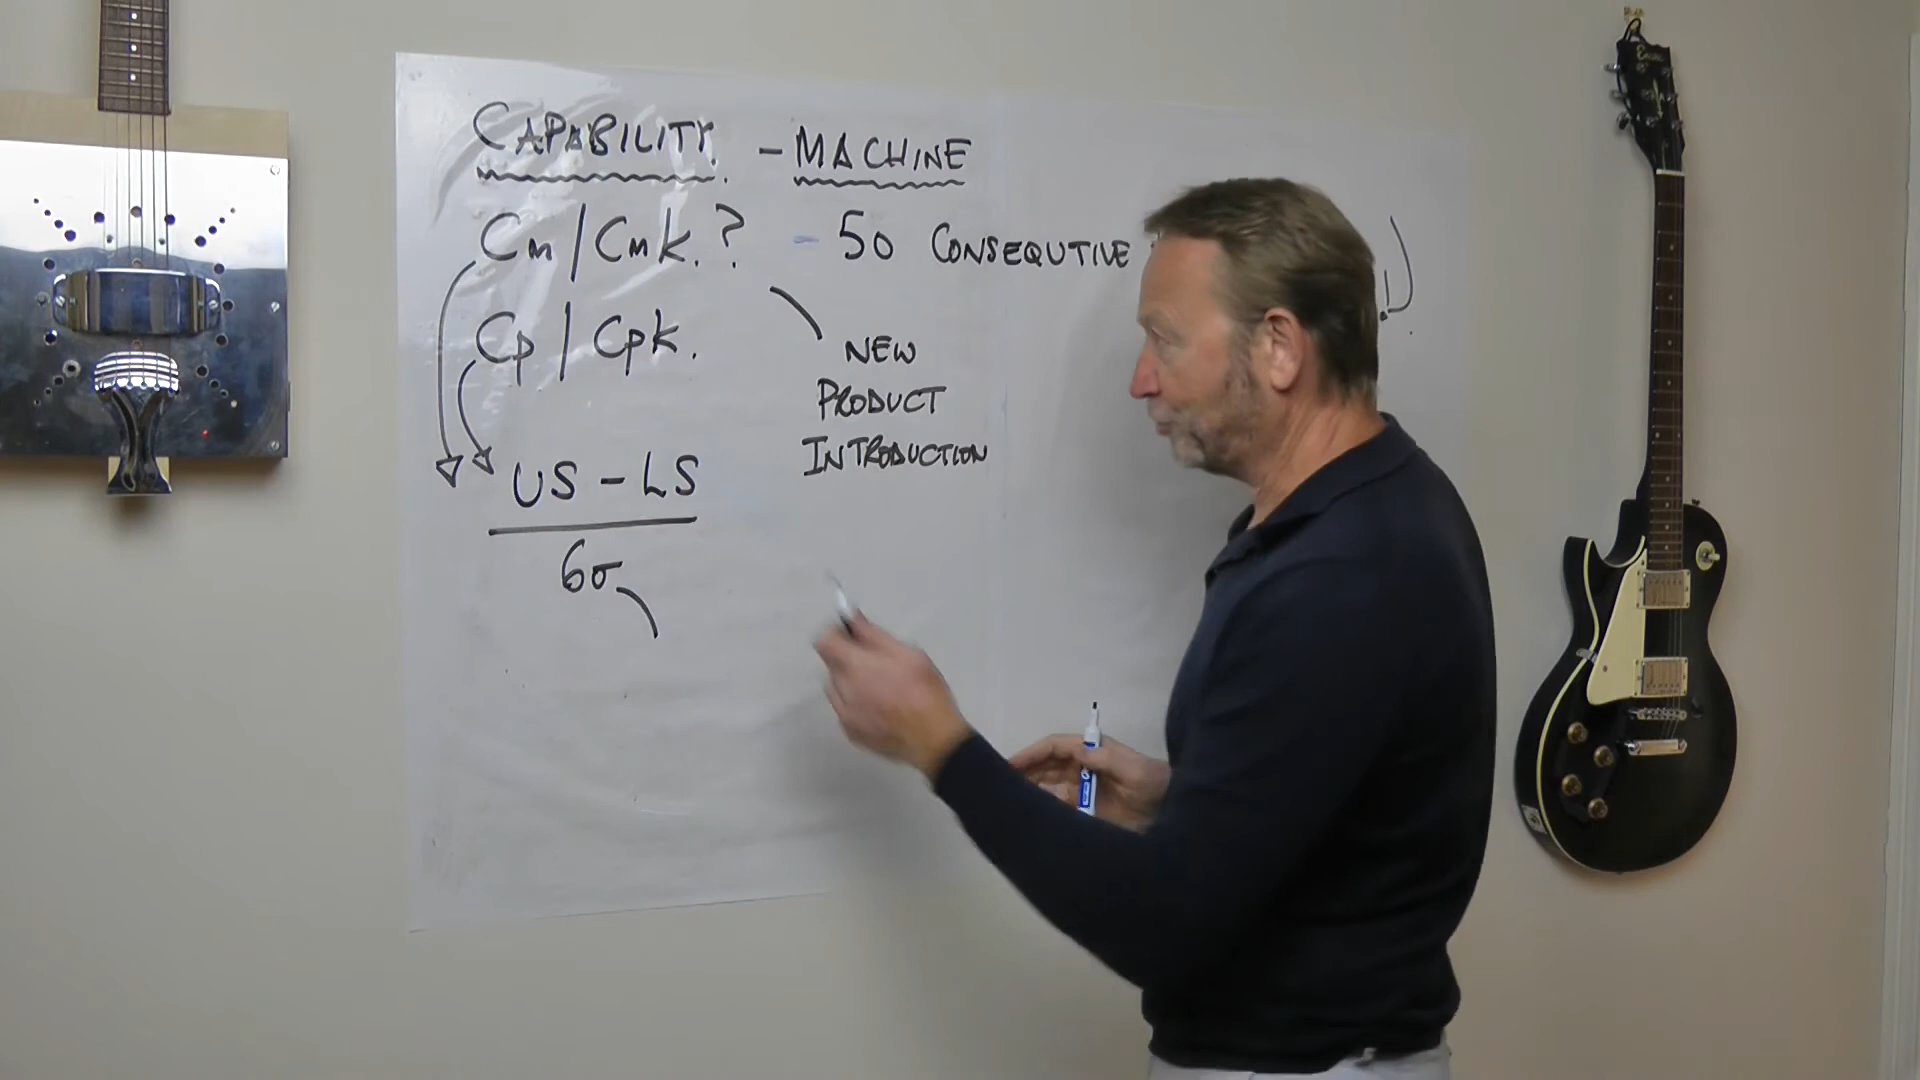 CAPABILITY. - MACHINE
Cm / Cmk. ? - 50 CONSEQUTIVE
Cp / Cpk.
NEW
PRODUCT
INTRODUCTION
US - LS
6σ